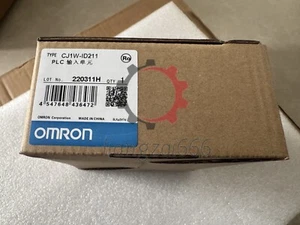 TYPE CJ1W-ID211
PLC 输入单元
LOT No. 220311H QTY. 1
4 547648 436472
OMRON
OMRON Corporation MADE IN CHINA